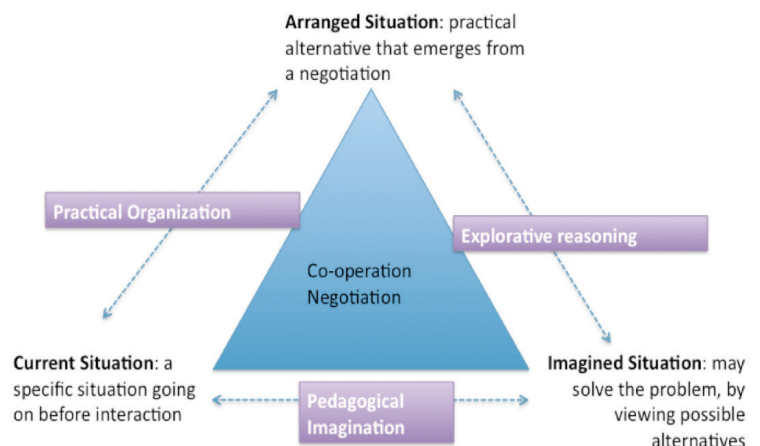 Arranged Situation: practical
alternative that emerges from
a negotiation
Practical Organization
Explorative reasoning
Co-operation
Negotiation
Current Situation: a
specific situation going
on before interaction
Pedagogical
Imagination
Imagined Situation: may
solve the problem, by
viewing possible
alternatives